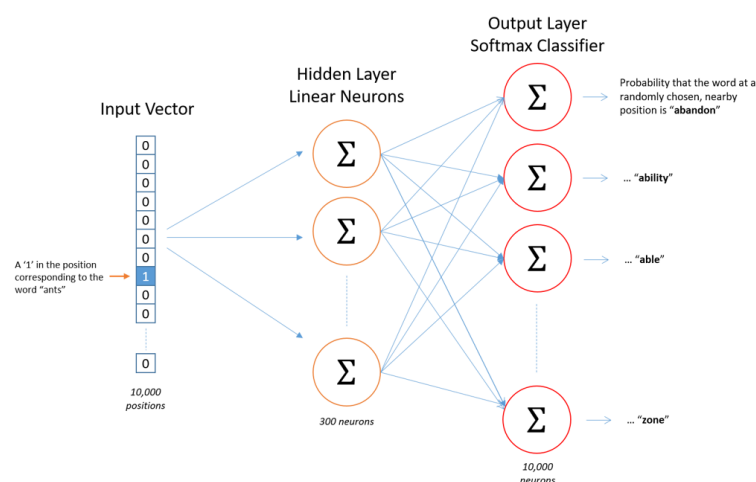 Output Layer
Softmax Classifier
Hidden Layer
Linear Neurons
Input Vector
0
0
0
0
0
0
0
1
0
0
0
A ‘1’ in the position
corresponding to the
word “ants”
10,000
positions
Σ
Σ
Σ
300 neurons
Σ
Σ
Σ
Σ
10,000
neurons
Probability that the word at a
randomly chosen, nearby
position is “abandon”
... “ability”
... “able”
... “zone”